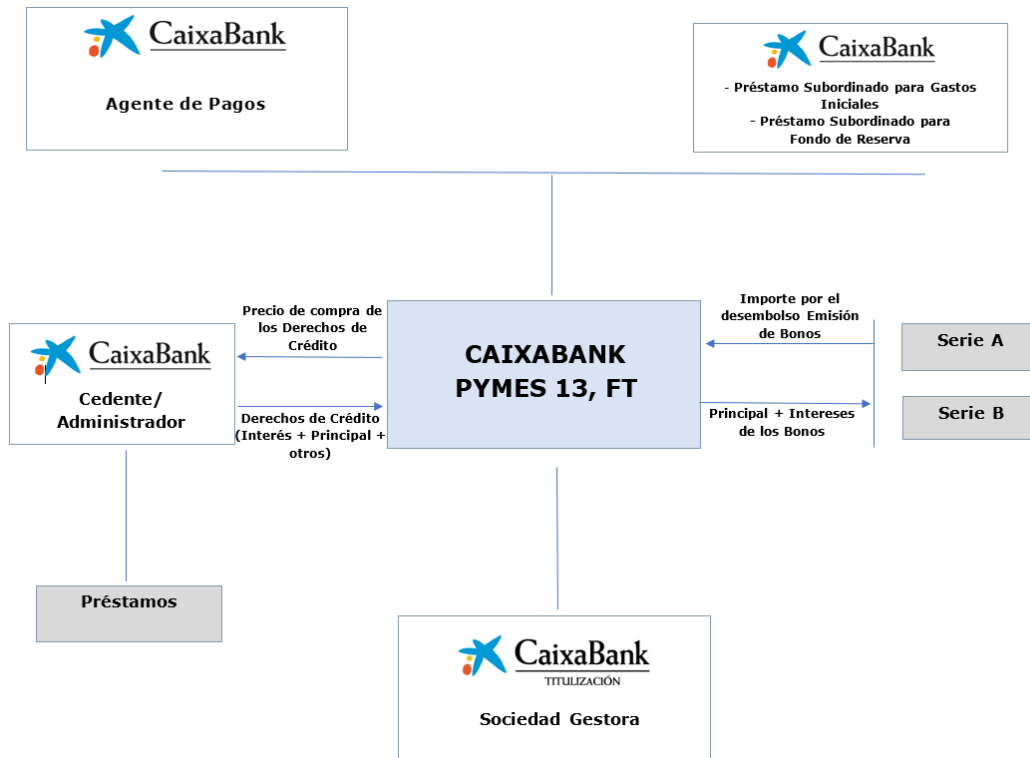 CaixaBank
Agente de Pagos
CaixaBank
- Préstamo Subordinado para Gastos
Iniciales
- Préstamo Subordinado para
Fondo de Reserva
Precio de compra de
los Derechos de
Crédito
CAIXABANK
PYMES 13, FT
Importe por el
desembolso Emisión
de Bonos
Serie A
CaixaBank
Cedente/
Administrador
Derechos de Crédito
(Interés + Principal +
otros)
Principal + Intereses
de los Bonos
Serie B
Préstamos
CaixaBank
TITULIZACIÓN
Sociedad Gestora